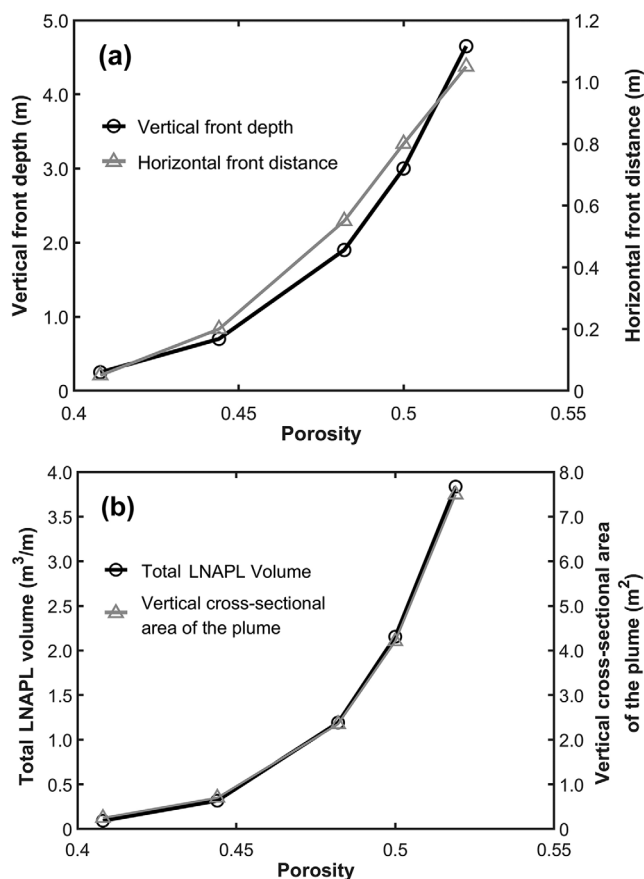 (a)
Vertical front depth (m)
5.0
4.0
3.0
2.0
1.0
0
Vertical front depth
Horizontal front distance
1.2
1.0
0.8
0.6
0.4
0.2
0
Horizontal front distance (m)
0.4
0.45
0.5
0.55
Porosity
(b)
Total LNAPL volume (m³/m)
4.0
3.5
3.0
2.5
2.0
1.5
1.0
0.5
0
Total LNAPL Volume
Vertical cross-sectional
area of the plume
8.0
7.0
6.0
5.0
4.0
3.0
2.0
1.0
0
Vertical cross-sectional area
of the plume (m²)
0.4
0.45
0.5
0.55
Porosity